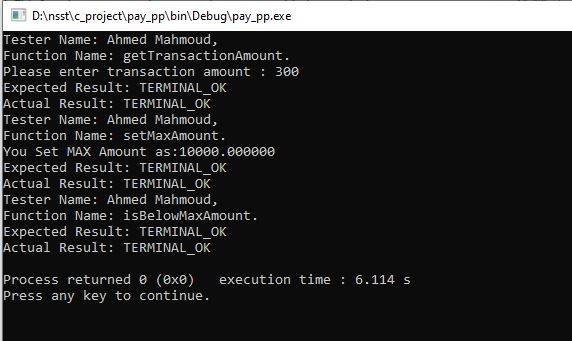 D:\nsst\c_project\pay_pp\bin\Debug\pay_pp.exe
Tester Name: Ahmed Mahmoud,
Function Name: getTransactionAmount.
Please enter transaction amount : 300
Expected Result: TERMINAL_OK
Actual Result: TERMINAL_OK
Tester Name: Ahmed Mahmoud,
Function Name: setMaxAmount.
You Set MAX Amount as:10000.000000
Expected Result: TERMINAL_OK
Actual Result: TERMINAL_OK
Tester Name: Ahmed Mahmoud,
Function Name: isBelowMaxAmount.
Expected Result: TERMINAL_OK
Actual Result: TERMINAL_OK
Process returned 0 (0x0)   execution time : 6.114 s
Press any key to continue.